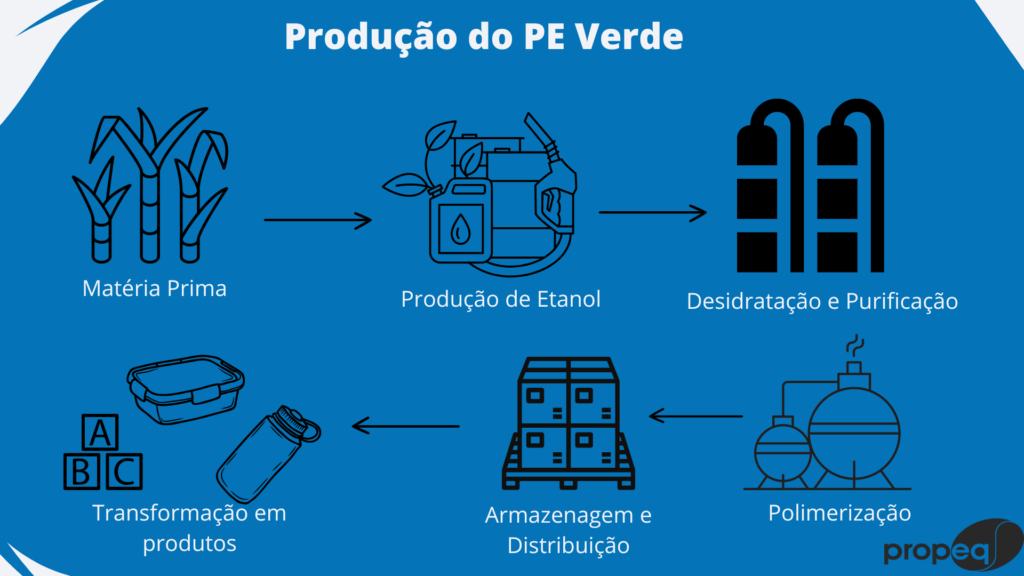 Produção do PE Verde
Matéria Prima
Produção de Etanol
Desidratação e Purificação
A
B C
Transformação em
produtos
Armazenagem e
Distribuição
Polimerização
propeq